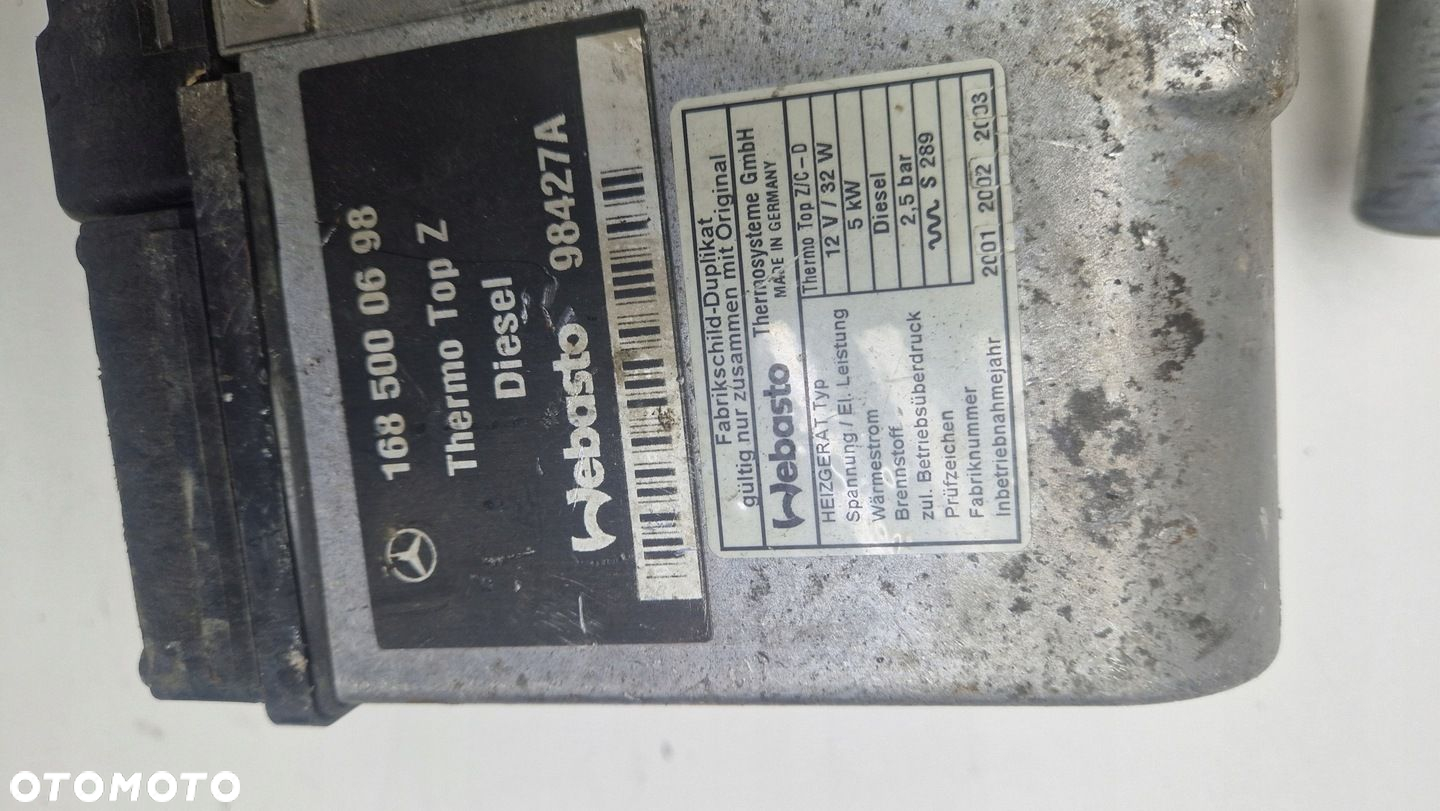 168 500 06 98
Thermo Top Z
Diesel
Webasto 98427A
Fabrikschild-Duplikat
gültig nur zusammen mit Original
Webasto Thermosysteme GmbH
MADE IN GERMANY
HEIZGERÄT Typ Thermo Top Z/C - D
Spannung / El. Leistung 12 V / 32 W
Wärmestrom 5 KW
Brennstoff Diesel
zul. Betriebsüberdruck 2,5 bar
Prüfzeichen S 289
Fabriknummer
Inbetriebnahmejahr 2001 2002 2003
OTOMOTO